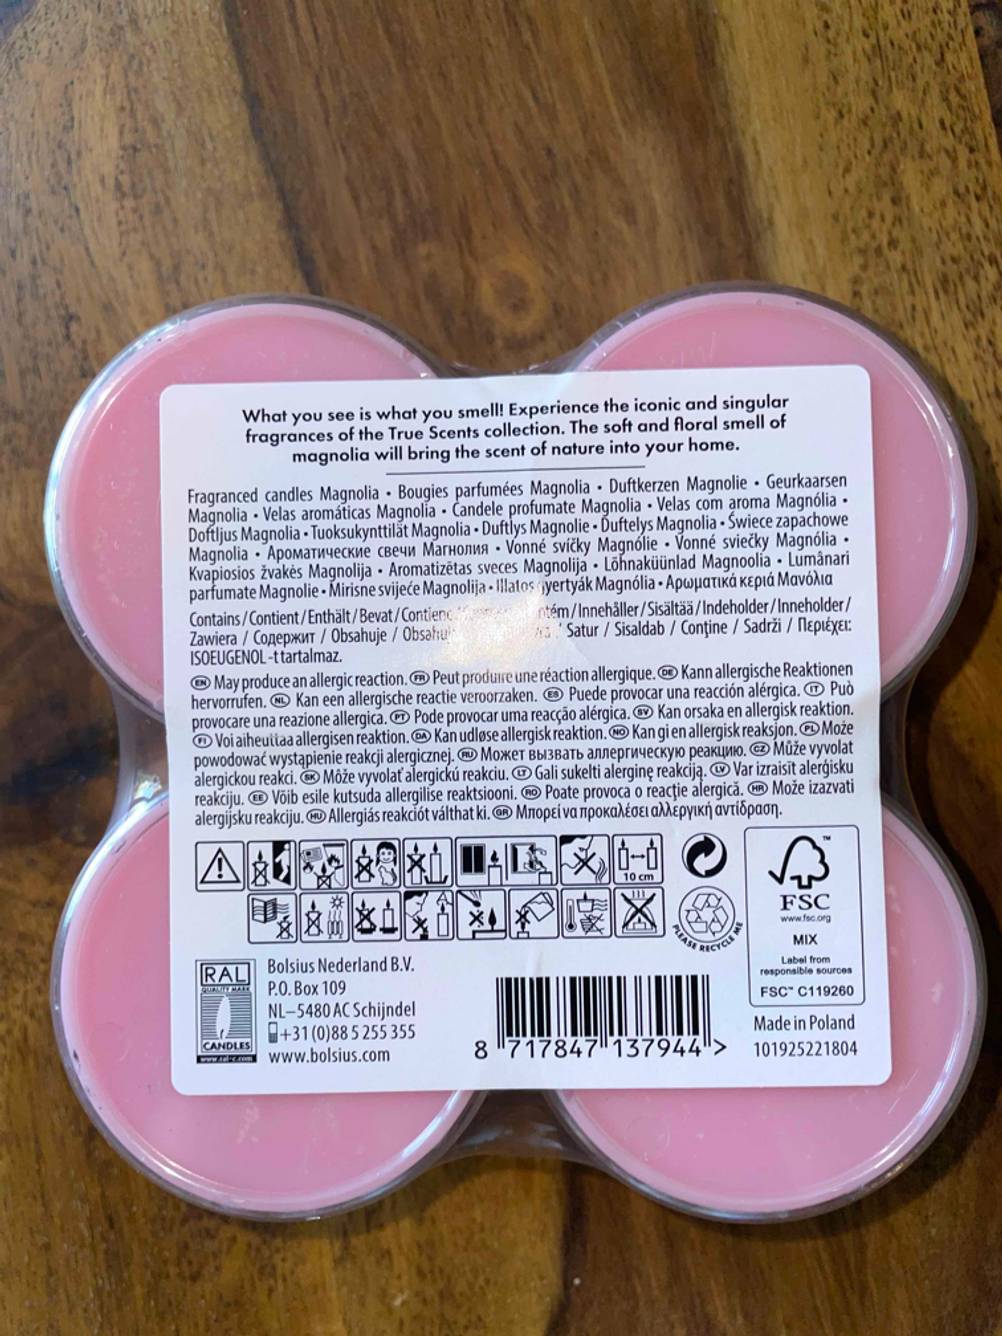 What you see is what you smell! Experience the iconic and singular
fragrances of the True Scents collection. The soft and floral smell of
magnolia will bring the scent of nature into your home.
Fragranced candles Magnolia • Bougies parfumées Magnolia • Duftkerzen Magnolie • Geurkaarsen
Magnolia • Velas aromáticas Magnolia • Candele profumate Magnolia • Velas com aroma Magnólia •
Doftljus Magnolia • Tuoksukynttilät Magnolia • Duftlys Magnolie • Duftelys Magnolia • Świece zapachowe
Magnolia • Ароматические свечи Магнолия • Vonné svíčky Magnólie • Vonné sviečky Magnólia •
Kvapiosios žvakės Magnolija • Aromatizētas sveces Magnolija • Lõhnaküünlad Magnoolia • Lumânari
parfumate Magnolie • Mirisne svijeće Magnolija • Illatos gyertyák Magnólia • Αρωματικά κεριά Μανόλια
Contains / Contient / Enthält / Bevat / Contiene / Innehåller / Sisältää / Indeholder / Inneholder /
Zawiera / Содержит / Obsahuje / Satur / Sisaldab / Conţine / Sadrži / Περιέχει:
ISOEUGENOL -t tartalmaz.
EN May produce an allergic reaction. FR Peut produire une réaction allergique. DE Kann allergische Reaktionen
hervorrufen. NL Kan een allergische reactie veroorzaken. ES Puede provocar una reacción alérgica. IT Può
provocare una reazione allergica. PT Pode provocar uma reacção alérgica. SV Kan orsaka en allergisk reaktion.
FI Voi aiheuttaa allergisen reaktion. DA Kan udløse allergisk reaktion. NO Kan gi en allergisk reaksjon. PL Może
powodować wystąpienie reakcji alergicznej. RU Может вызвать аллергическую реакцию. CZ Může vyvolat
alergickou reakci. SK Môže vyvolať alergickú reakciu. LT Gali sukelti alerginę reakciją. LV Var izraisīt alerģisku
reakciju. EE Võib esile kutsuda allergilise reaktsiooni. RO Poate provoca o reacţie alergică. HR Može izazvati
alergijsku reakciju. HU Allergiás reakciót válthat ki. GR Μπορεί να προκαλέσει αλλεργική αντίδραση.
10 cm
PLEASE RECYCLE ME
FSC
www.fsc.org
MIX
Label from
responsible sources
FSC™ C119260
RAL
QUALITY MARK
CANDLES
www.ral-c.com
Bolsius Nederland B.V.
P.O. Box 109
NL–5480 AC Schijndel
+31 (0)88 5 255 355
www.bolsius.com
8 717847 137944 >
Made in Poland
101925221804